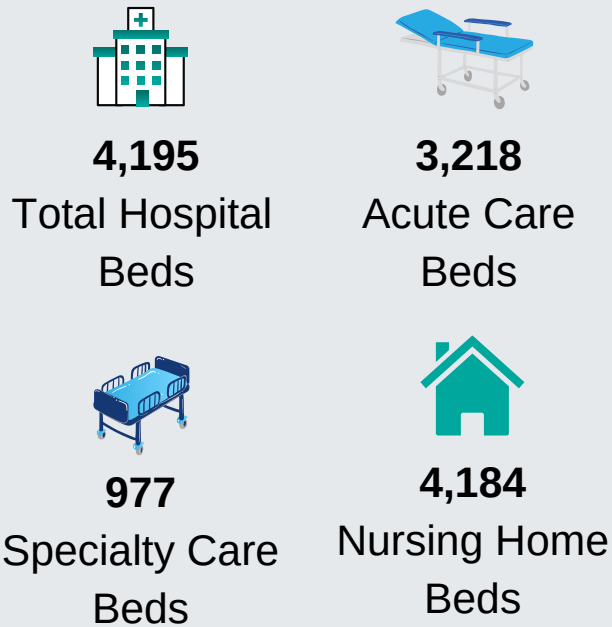 4,195
Total Hospital
Beds
3,218
Acute Care
Beds
977
Specialty Care
Beds
4,184
Nursing Home
Beds